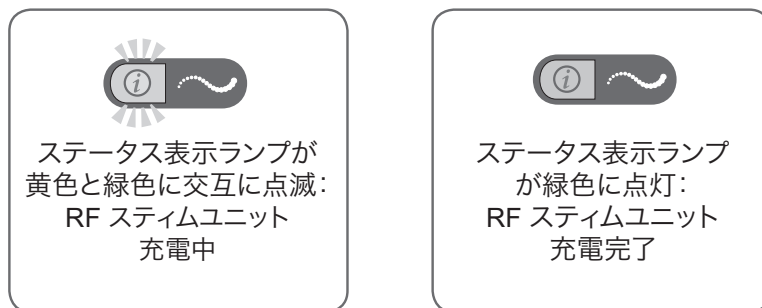 ステータス表示ランプが
黄色と緑色に交互に点滅：
RF スティムユニット
充電中
ステータス表示ランプ
が緑色に点灯：
RF スティムユニット
充電完了